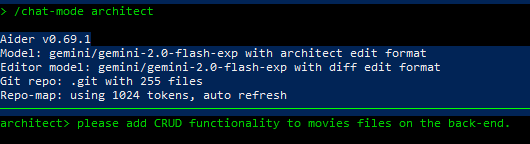 > /chat-mode architect
Aider v0.69.1
Model: gemini/gemini-2.0-flash-exp with architect edit format
Editor model: gemini/gemini-2.0-flash-exp with diff edit format
Git repo: .git with 255 files
Repo-map: using 1024 tokens, auto refresh
architect> please add CRUD functionality to movies files on the back-end.